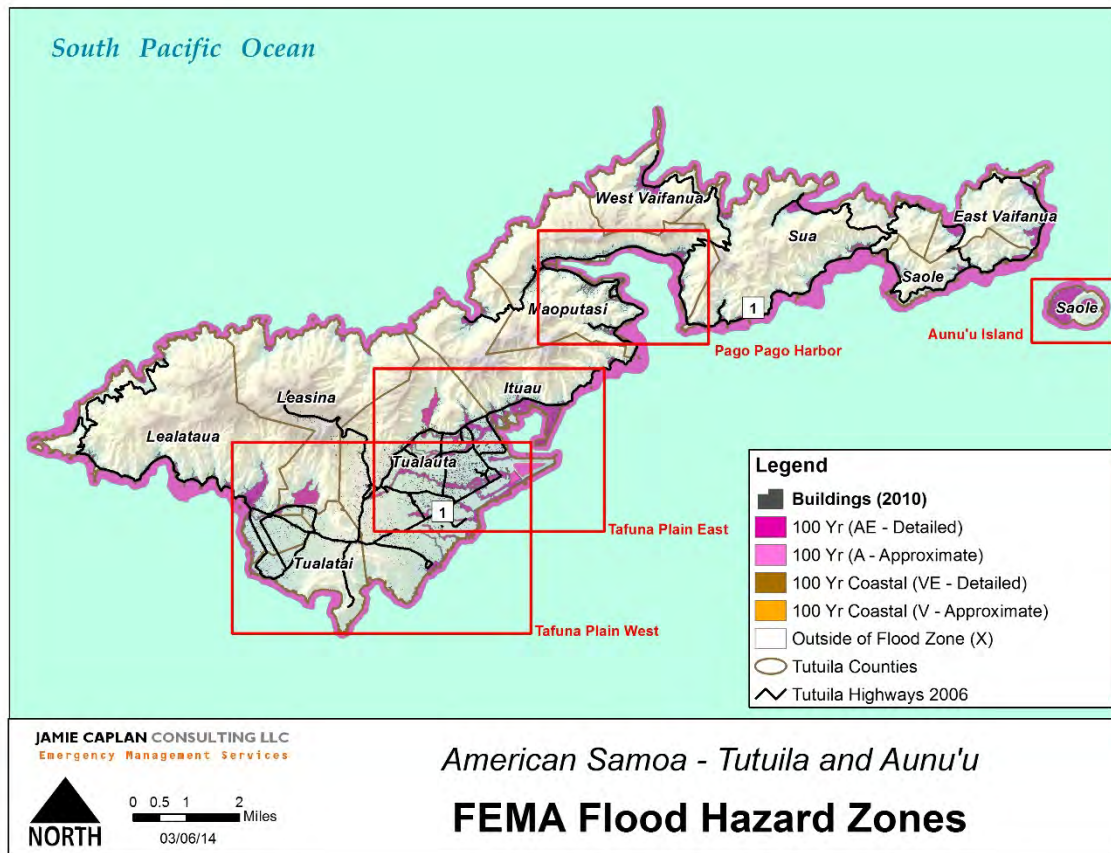 South Pacific Ocean
West Vaifanua
East Vaifanua
Sua
Saole
Maoputasi
Saole
1
Pago Pago Harbor
Aunu'u Island
Ituau
Leasina
Lealataua
Tualauta
1
Tafuna Plain East
Tualatai
Tafuna Plain West
Legend
Buildings (2010)
100 Yr (AE - Detailed)
100 Yr (A - Approximate)
100 Yr Coastal (VE - Detailed)
100 Yr Coastal (V - Approximate)
Outside of Flood Zone (X)
Tutuila Counties
Tutuila Highways 2006
JAMIE CAPLAN CONSULTING LLC
Emergency Management Services
NORTH
0 0.5 1 2
Miles
03/06/14
American Samoa - Tutuila and Aunu'u
FEMA Flood Hazard Zones